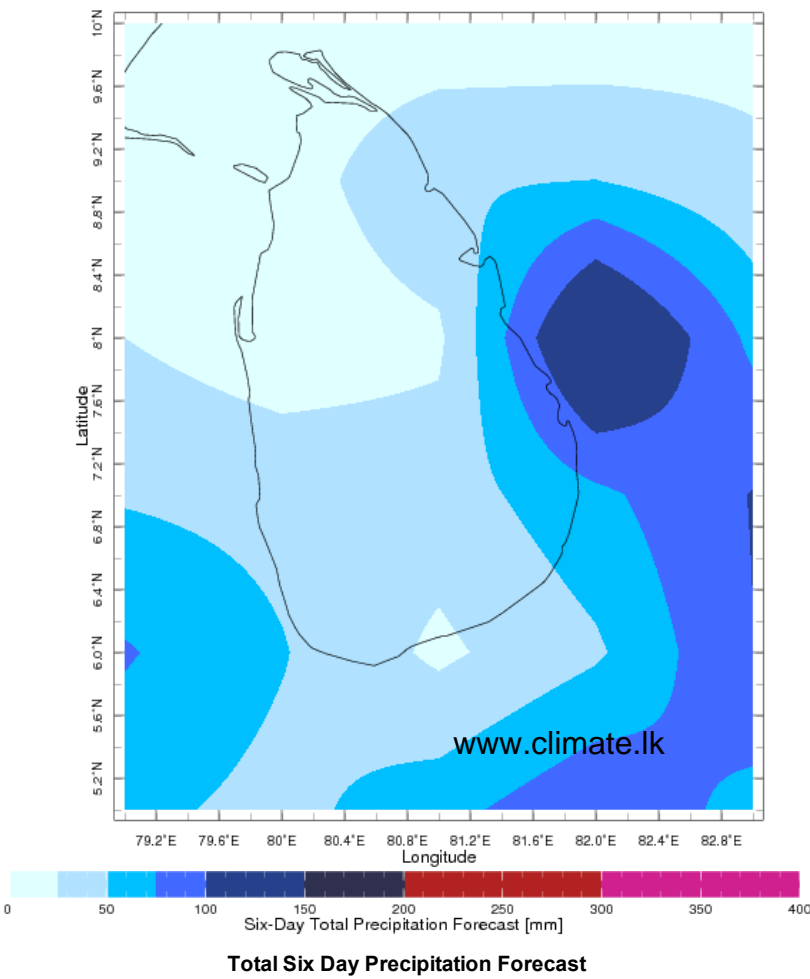 10°N
9.6°N
9.2°N
8.8°N
8.4°N
8°N
7.6°N
7.2°N
6.8°N
6.4°N
6.0°N
5.6°N
5.2°N
Latitude
www.climate.lk
79.2°E 79.6°E 80°E 80.4°E 80.8°E 81.2°E 81.6°E 82.0°E 82.4°E 82.8°E
Longitude
0 50 100 150 200 250 300 350 400
Six-Day Total Precipitation Forecast [mm]
Total Six Day Precipitation Forecast